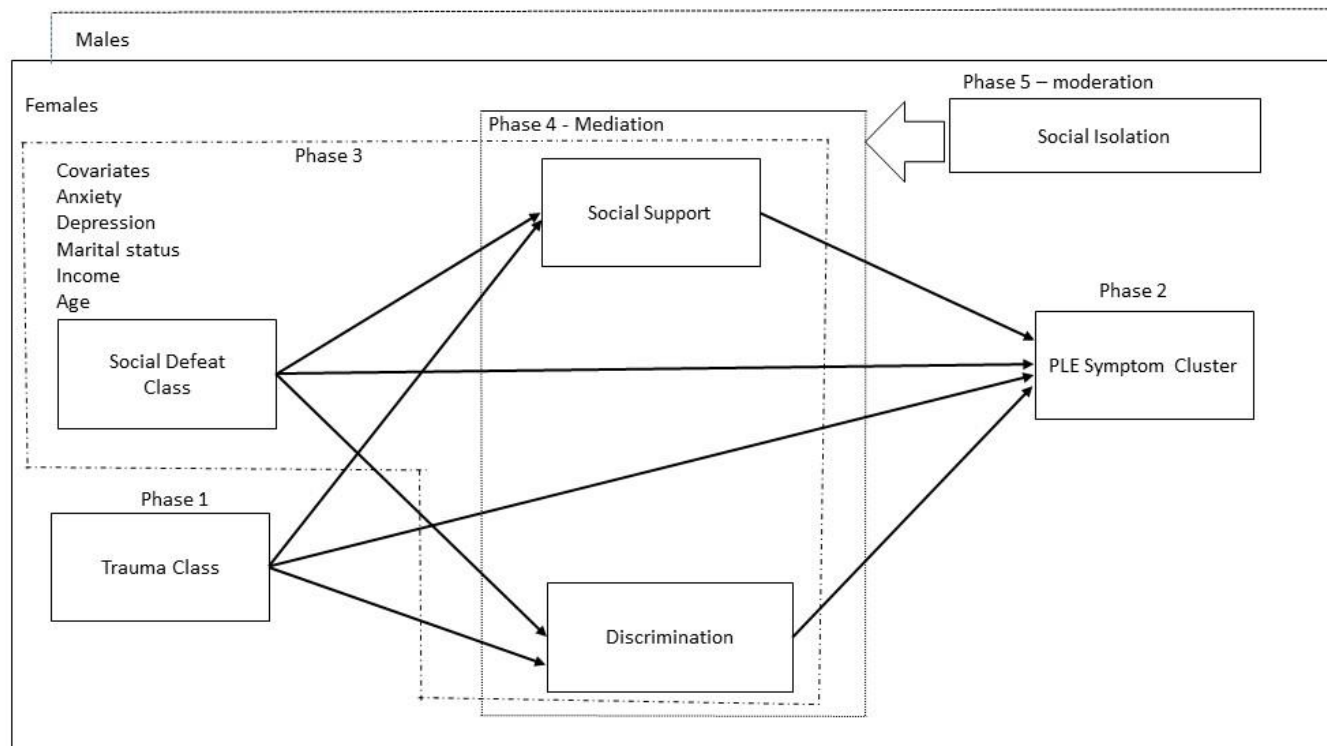 Males
Phase 5 – moderation
Females
Social Isolation
Phase 4 - Mediation
Phase 3
Covariates
Anxiety
Depression
Marital status
Income
Age
Social Support
Phase 2
Social Defeat
Class
PLE Symptom Cluster
Phase 1
Trauma Class
Discrimination